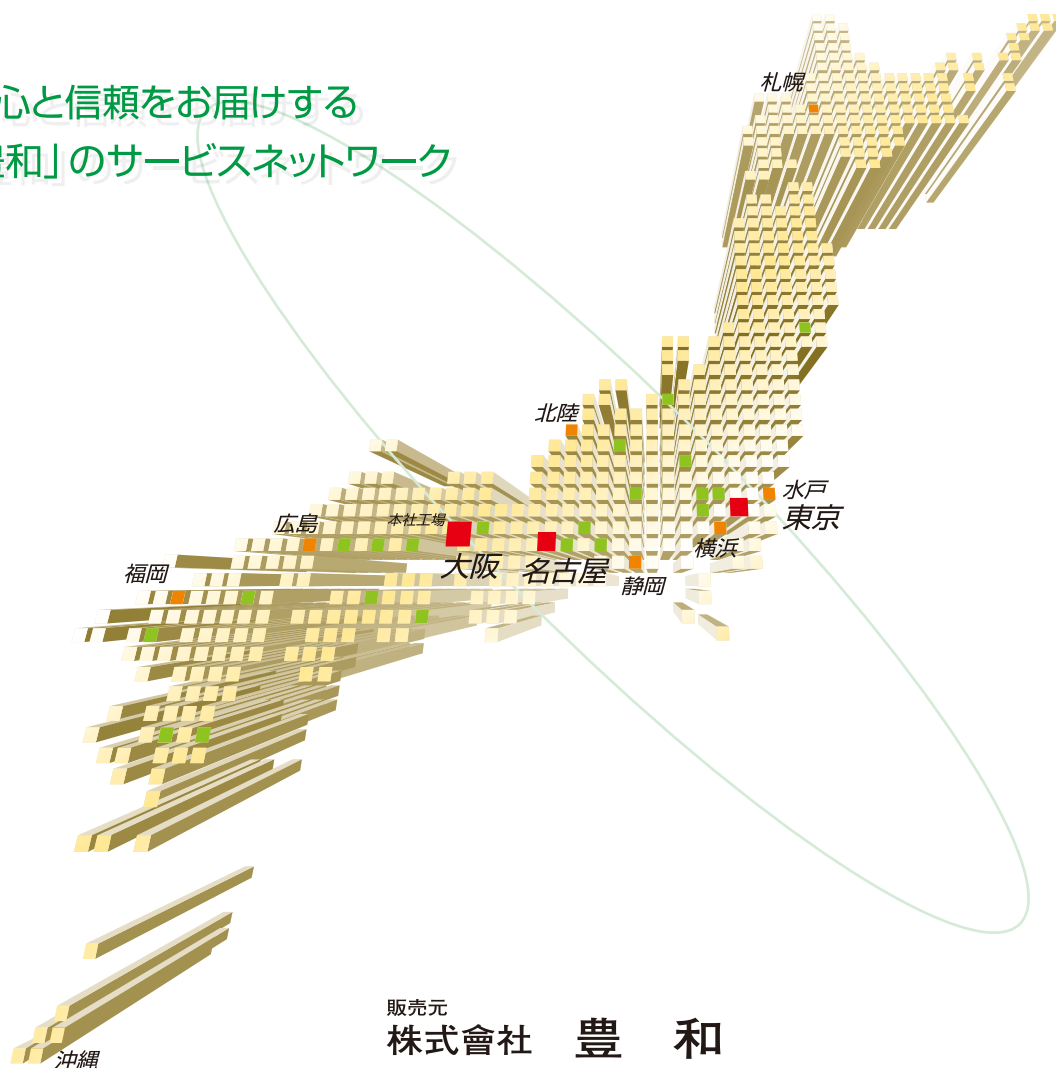 心と信頼をお届けする
豊和」のサービスネットワーク
札幌
北陸
水戸
東京
広島
本社工場
大阪
名古屋
横浜
福岡
静岡
沖縄
販売元
株式會社 豊 和